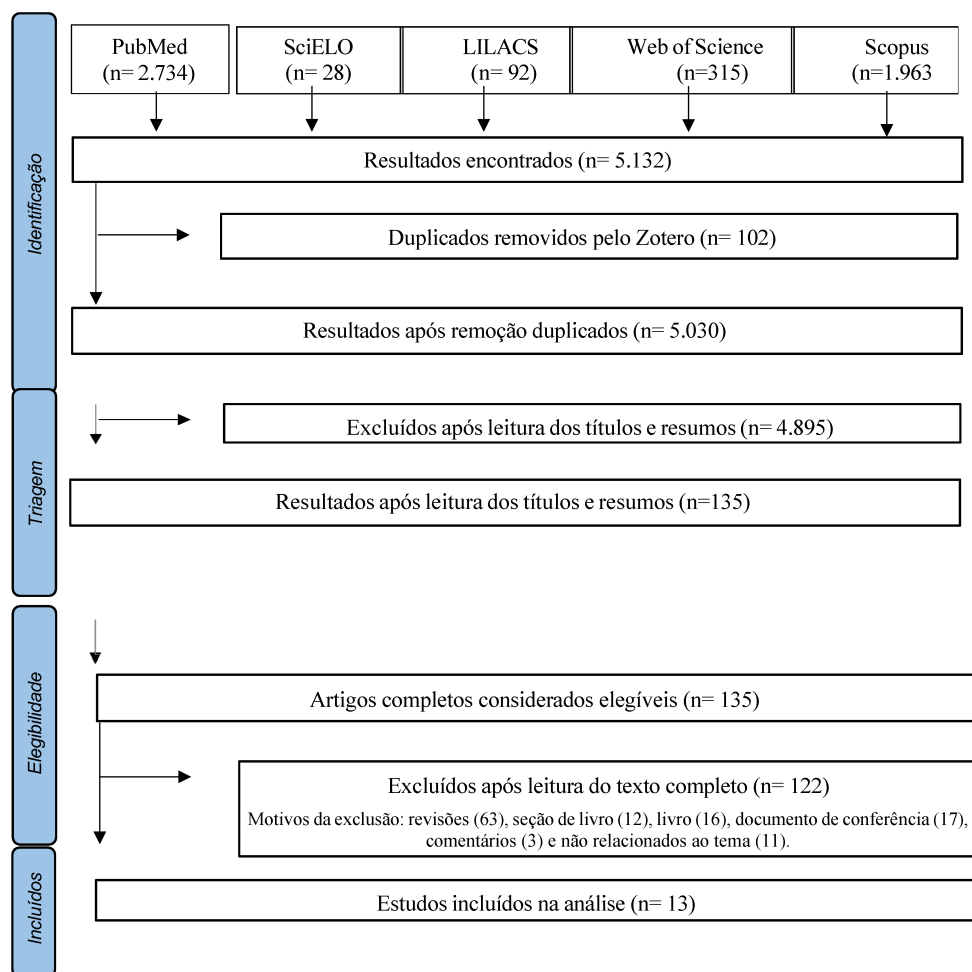 PubMed
(n= 2.734)
SciELO
(n= 28)
LILACS
(n= 92)
Web of Science
(n=315)
Scopus
(n=1.963
Identificação
Resultados encontrados (n= 5.132)
Duplicados removidos pelo Zotero (n= 102)
Resultados após remoção duplicados (n= 5.030)
Triagem
Excluídos após leitura dos títulos e resumos (n= 4.895)
Resultados após leitura dos títulos e resumos (n=135)
Elegibilidade
Artigos completos considerados elegíveis (n= 135)
Excluídos após leitura do texto completo (n= 122)
Motivos da exclusão: revisões (63), seção de livro (12), livro (16), documento de conferência (17),
comentários (3) e não relacionados ao tema (11).
Incluídos
Estudos incluídos na análise (n= 13)